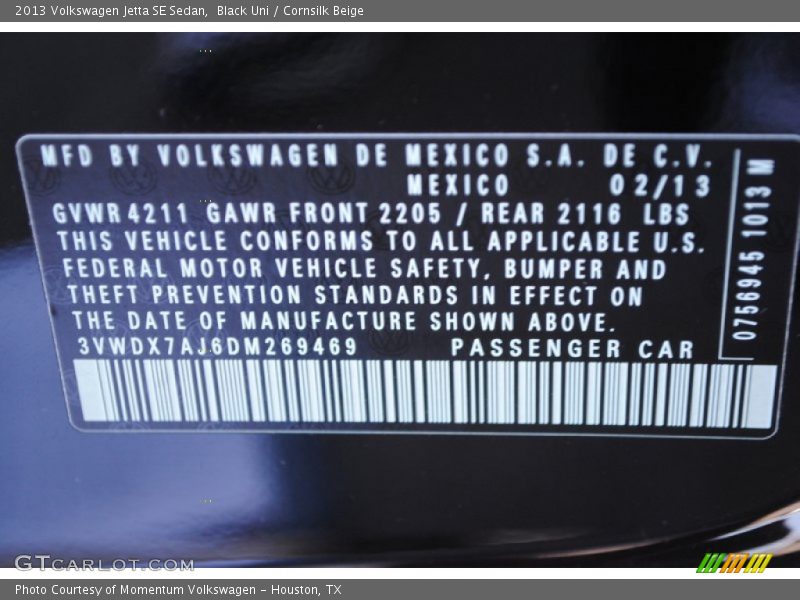 2013 Volkswagen Jetta SE Sedan, Black Uni / Cornsilk Beige
MFD BY VOLKSWAGEN DE MEXICO S.A. DE C.V.
MEXICO 02/13
GVWR 4211 GAWR FRONT 2205 / REAR 2116 LBS
THIS VEHICLE CONFORMS TO ALL APPLICABLE U.S.
FEDERAL MOTOR VEHICLE SAFETY, BUMPER AND
THEFT PREVENTION STANDARDS IN EFFECT ON
THE DATE OF MANUFACTURE SHOWN ABOVE.
3VWDX7AJ6DM269469 PASSENGER CAR
0756945 1013 M
GTCARLOT.COM
Photo Courtesy of Momentum Volkswagen - Houston, TX